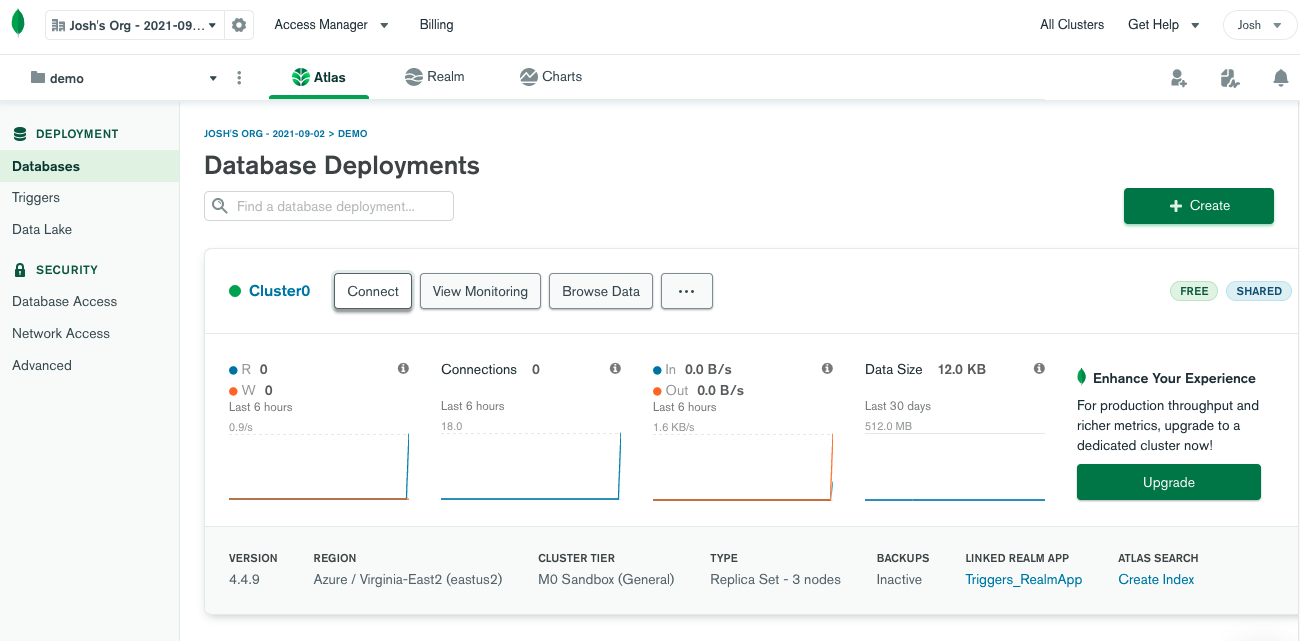 Josh's Org - 2021-09...
Access Manager
Billing
All Clusters
Get Help
Josh
demo
Atlas
Realm
Charts
DEPLOYMENT
Databases
Triggers
Data Lake
SECURITY
Database Access
Network Access
Advanced
JOSH'S ORG - 2021-09-02 > DEMO
Database Deployments
Find a database deployment...
+ Create
Cluster0
Connect
View Monitoring
Browse Data
...
FREE
SHARED
R 0
W 0
Last 6 hours
0.9/s
Connections 0
Last 6 hours
18.0
In 0.0 B/s
Out 0.0 B/s
Last 6 hours
1.6 KB/s
Data Size 12.0 KB
Last 30 days
512.0 MB
Enhance Your Experience
For production throughput and
richer metrics, upgrade to a
dedicated cluster now!
Upgrade
VERSION
4.4.9
REGION
Azure / Virginia-East2 (eastus2)
CLUSTER TIER
M0 Sandbox (General)
TYPE
Replica Set - 3 nodes
BACKUPS
Inactive
LINKED REALM APP
Triggers_RealmApp
ATLAS SEARCH
Create Index